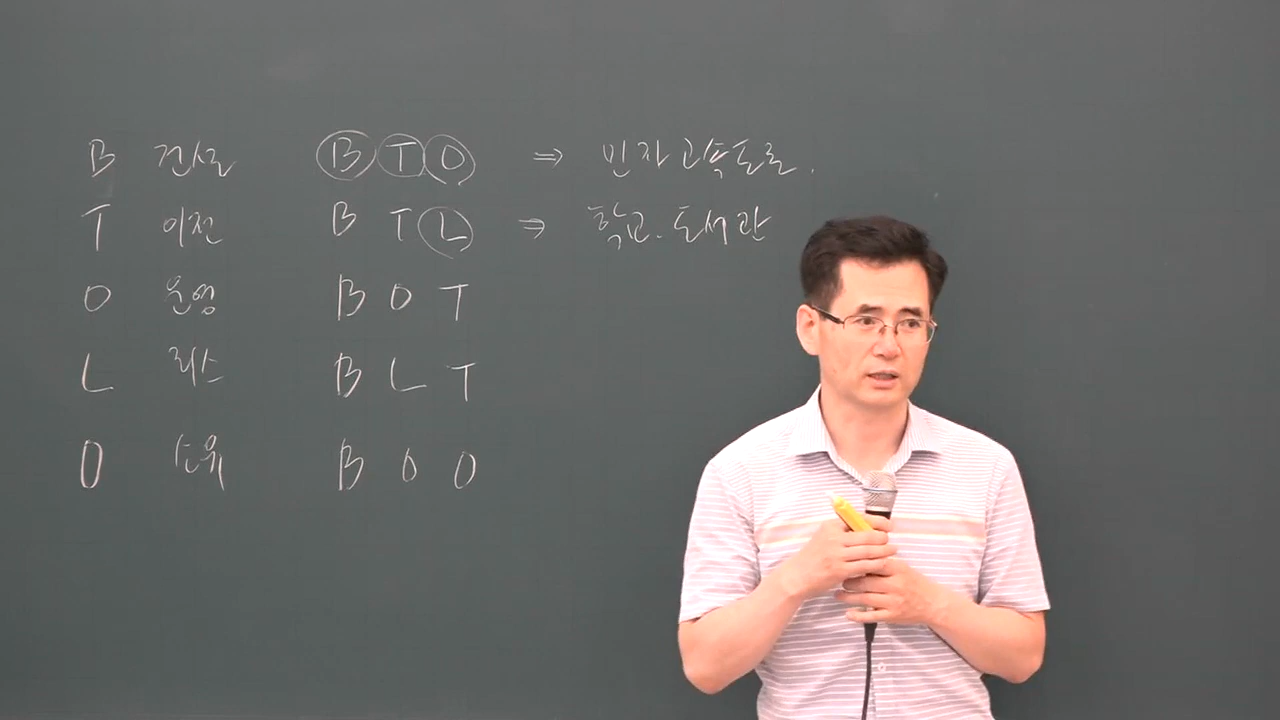 B 건설 BTO ⇒ 민자고속도로.
T 이전 BTL ⇒ 학교.도서관
O 운영 BOT
L 리스 BLT
O 소유 BOO